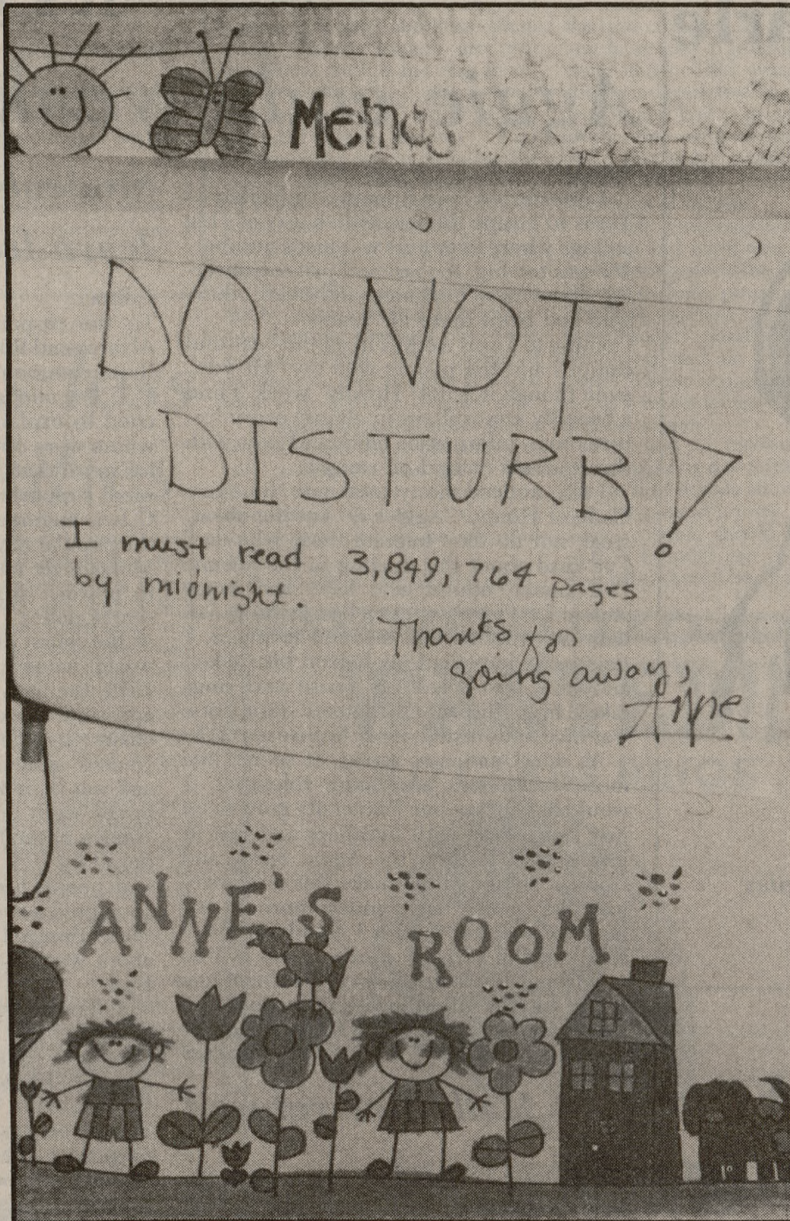 Memos
DO NOT
DISTURB!
I must read 3,849,764 pages
by midnight.
Thanks for
going away,
Anne
ANNE'S ROOM